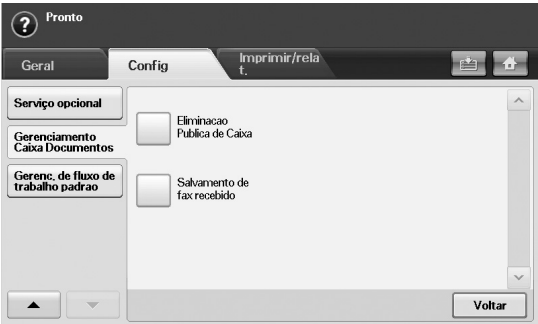 ?
Pronto
Geral
Config
Imprimir/rela
t.
Serviço opcional
Gerenciamento
Caixa Documentos
Gerenc. de fluxo de
trabalho padrao
Eliminacao
Publica de Caixa
Salvamento de
fax recebido
Voltar